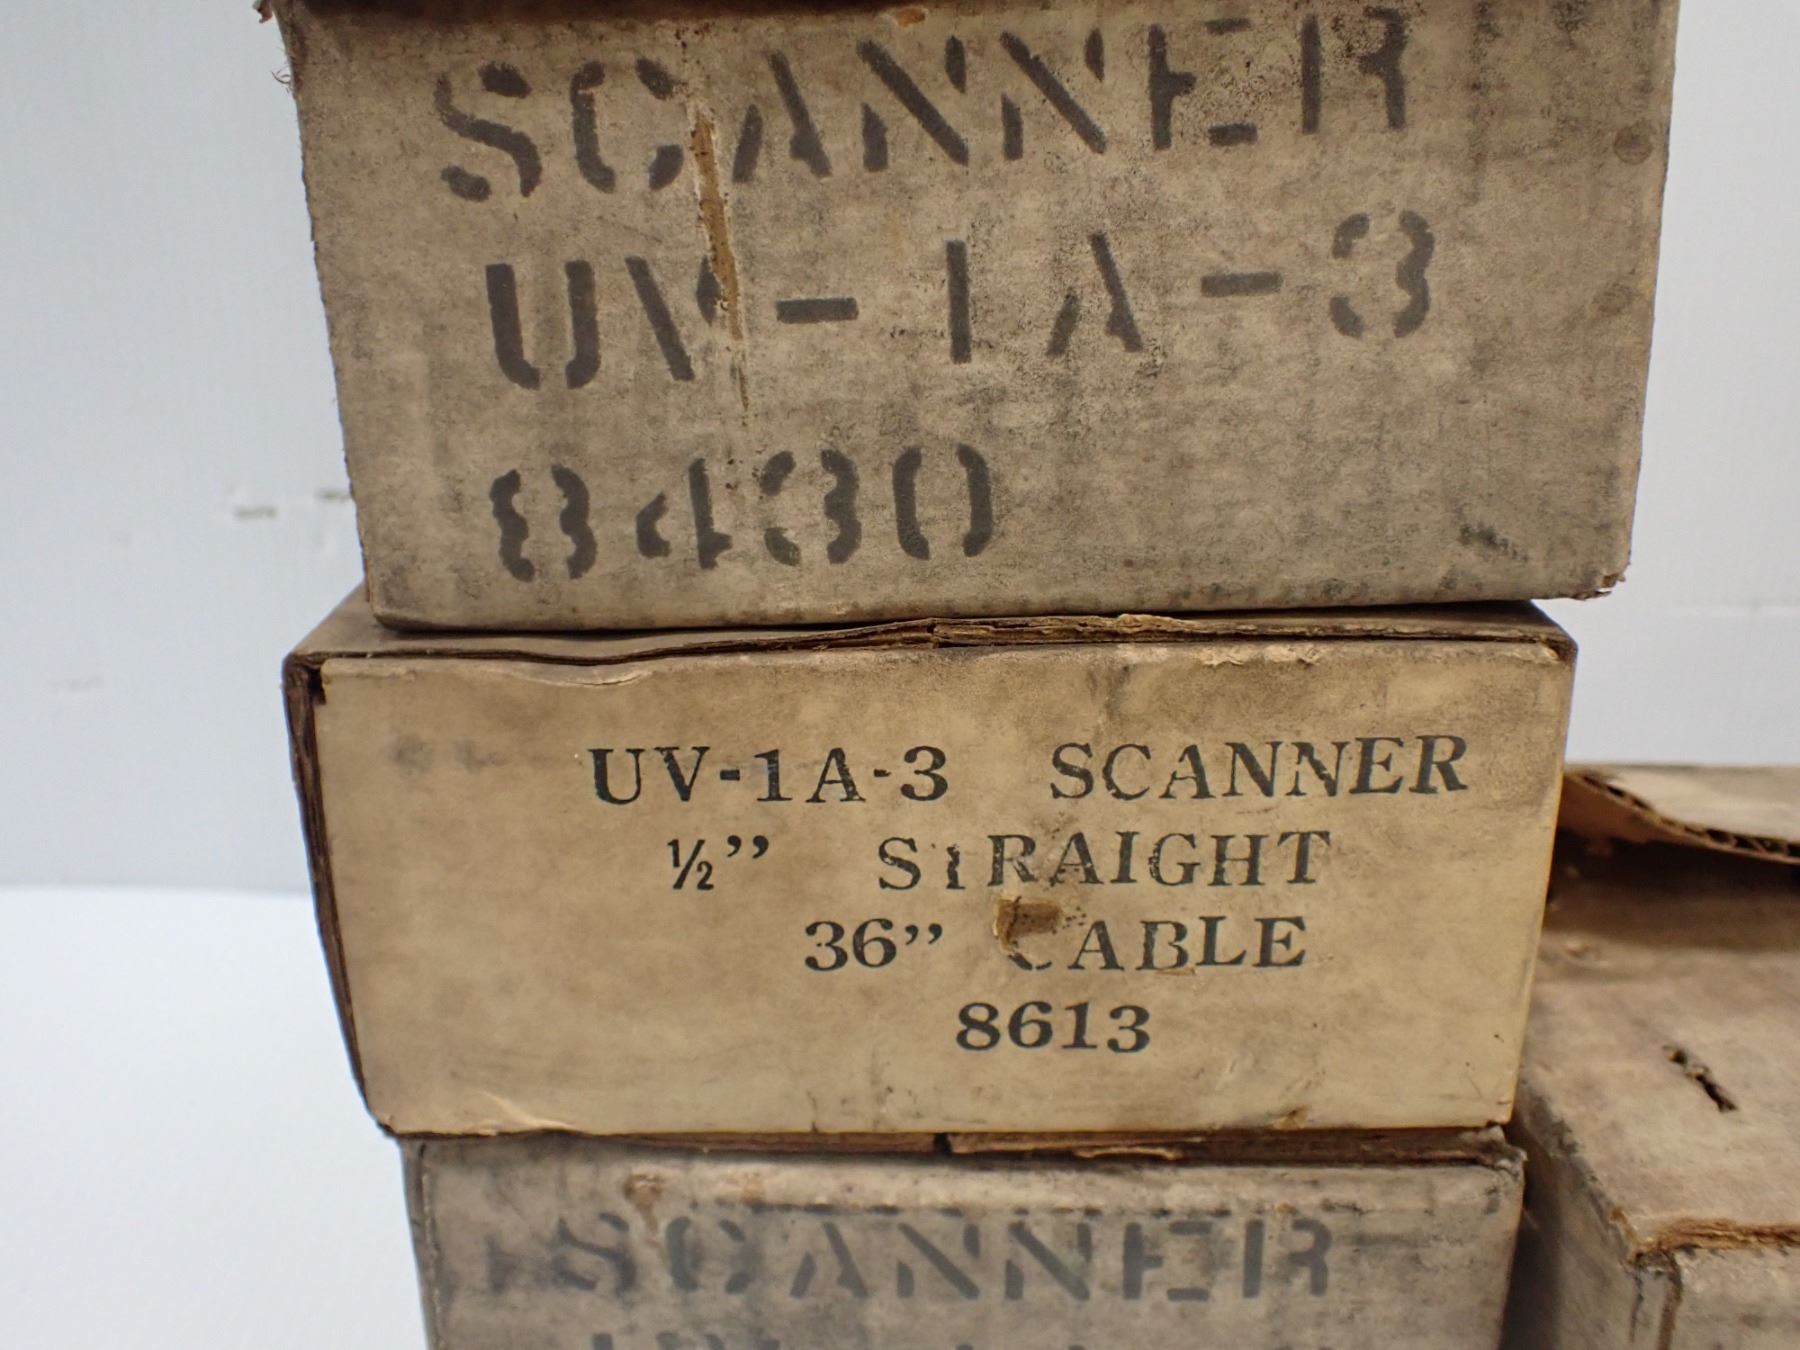 SCANNER
UV-1A-3
8430
UV-1A-3 SCANNER
½” STRAIGHT
36” CABLE
8613
SCANNER